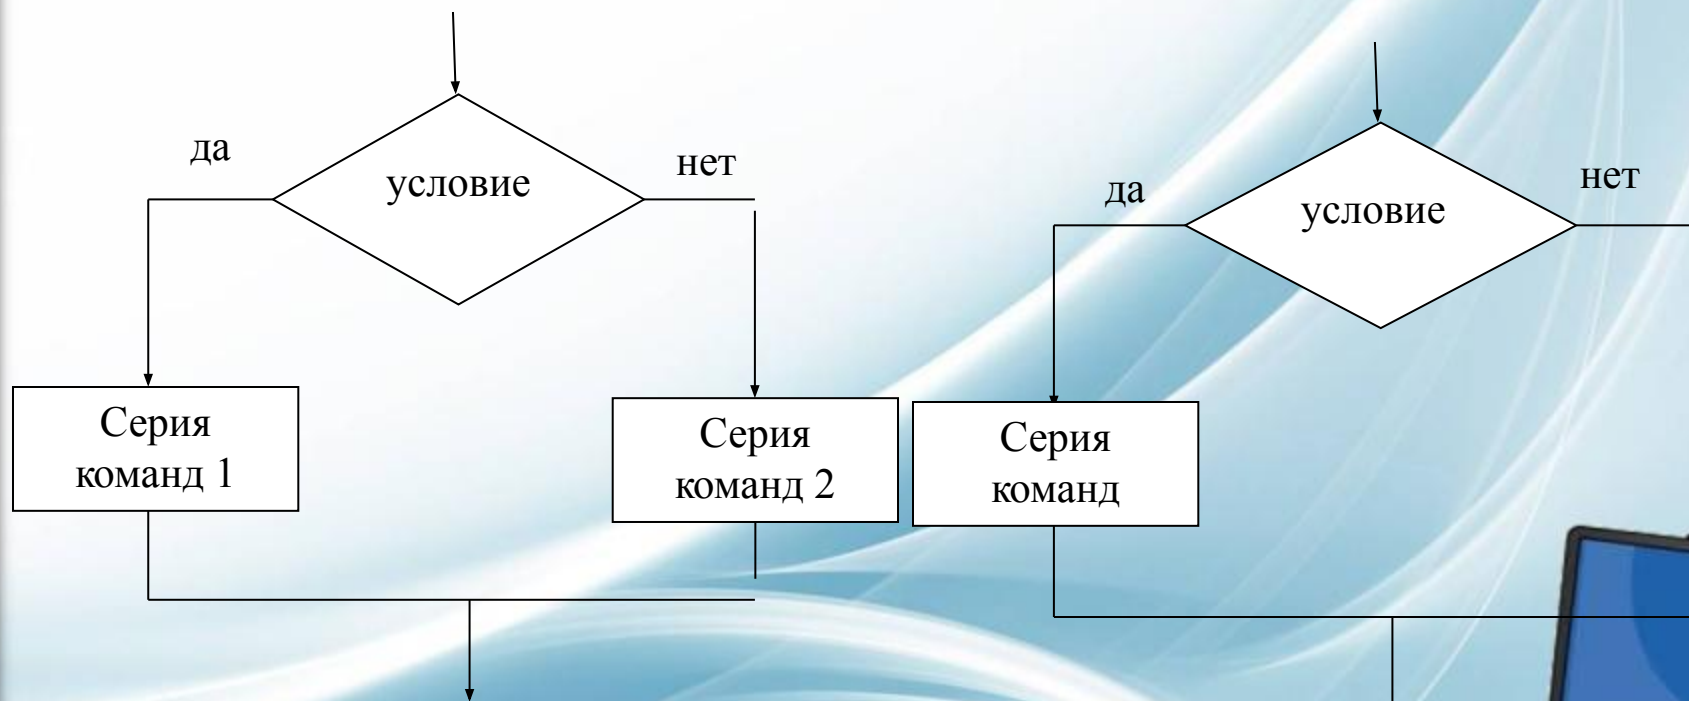 да
условие
нет
Серия
команд 1
Серия
команд 2
да
условие
нет
Серия
команд